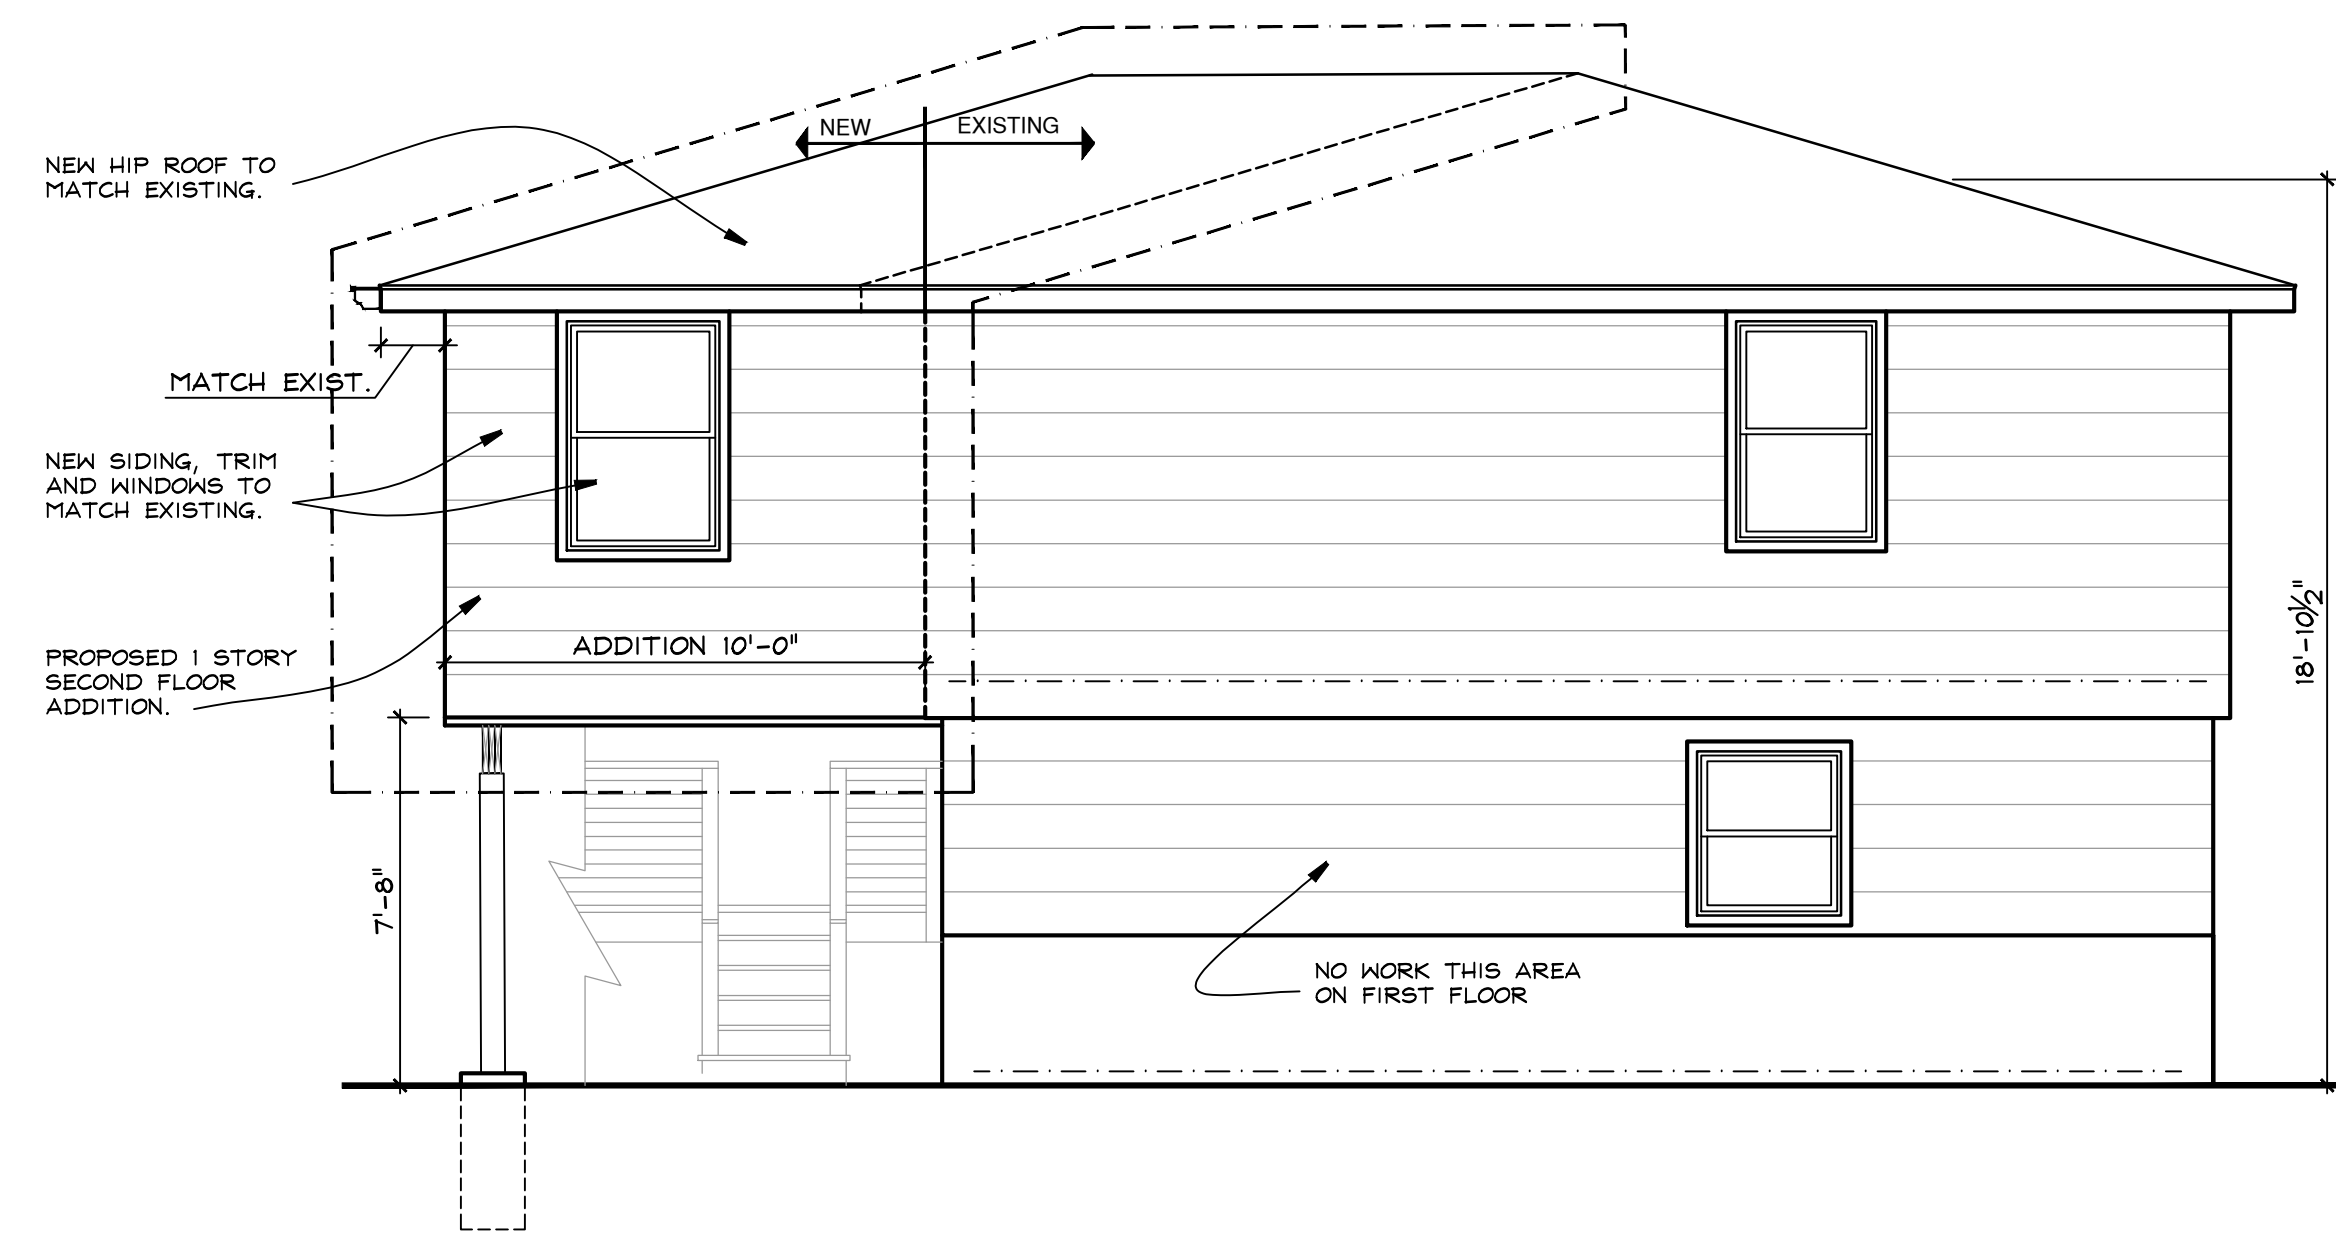 NEW
EXISTING
NEW HIP ROOF TO
MATCH EXISTING.
MATCH EXIST.
NEW SIDING, TRIM
AND WINDOWS TO
MATCH EXISTING.
PROPOSED 1 STORY
SECOND FLOOR
ADDITION.
ADDITION 10'-0"
18'-10½"
7'-8"
NO WORK THIS AREA
ON FIRST FLOOR